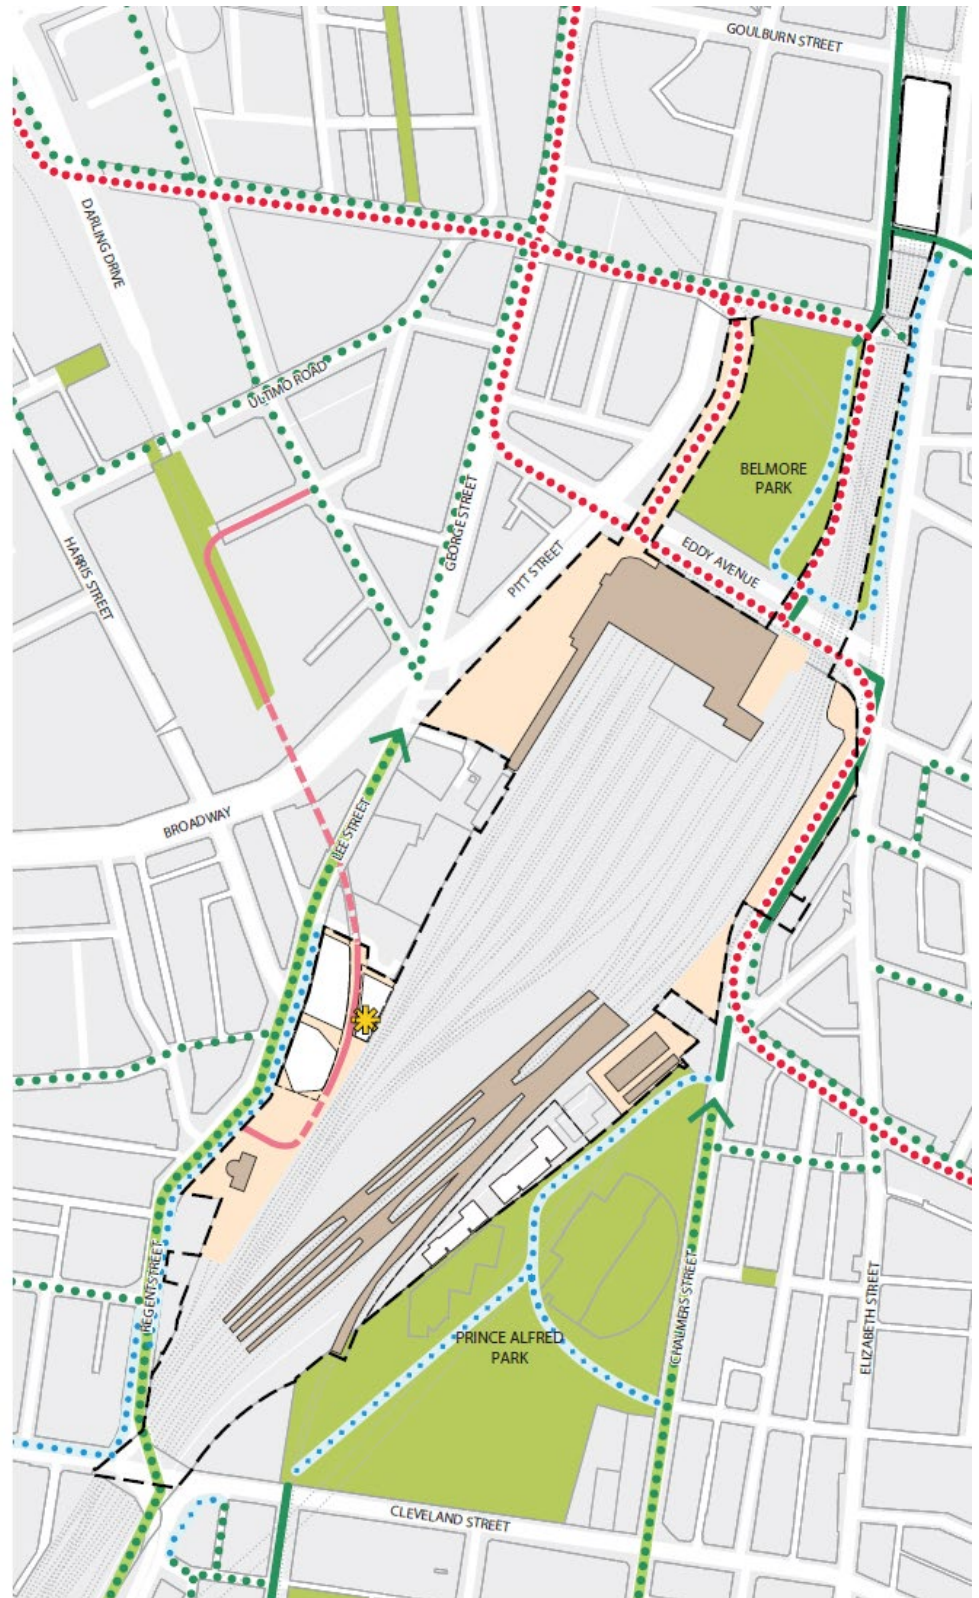 GOULBURN STREET
DARLING DRIVE
ULTIMO ROAD
BELMORE
PARK
GEORGE STREET
EDDY AVENUE
PITT STREET
HARRIS STREET
BROADWAY
LEE STREET
REGENT STREET
PRINCE ALFRED
PARK
CHALMERS STREET
ELIZABETH STREET
CLEVELAND STREET